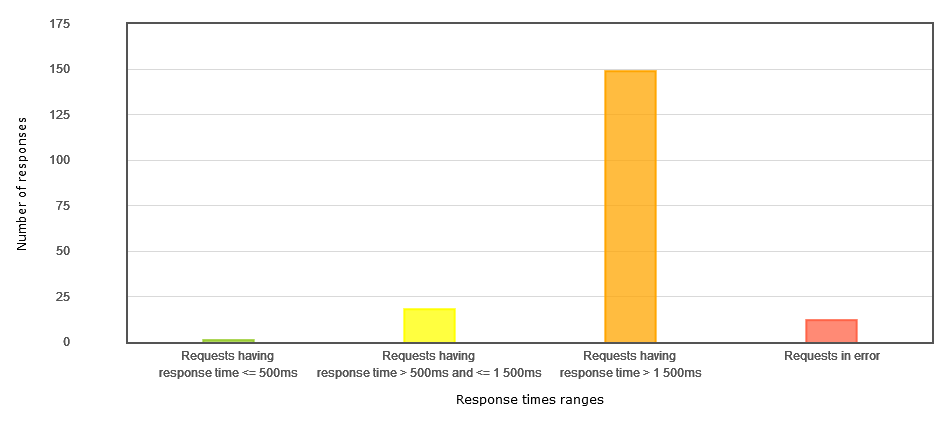 175
150
125
100
75
50
25
0
Number of responses
Requests having
response time <= 500ms
Requests having
response time > 500ms and <= 1 500ms
Requests having
response time > 1 500ms
Requests in error
Response times ranges